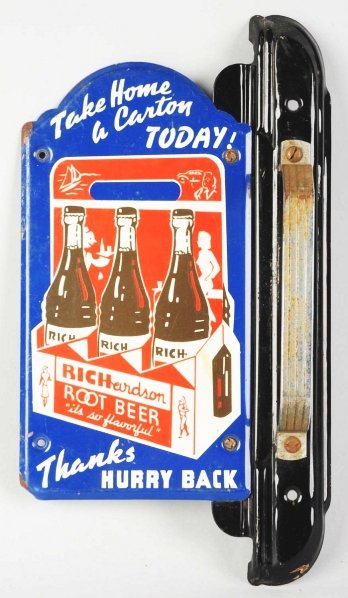 Take Home
a Carton
TODAY!
RICH RICH RICH
RICHardson
ROOT BEER
"it's so flavorful"
Thanks
HURRY BACK